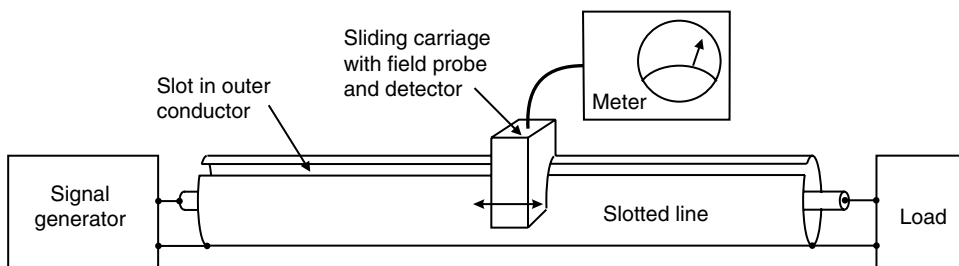 Sliding carriage
with field probe
and detector
Slot in outer
conductor
Meter
Signal
generator
Slotted line
Load